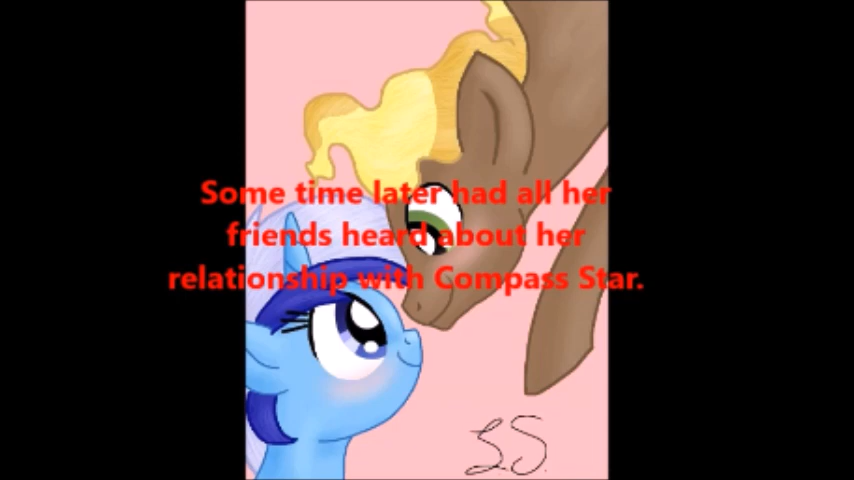 Some time later had all her
friends heard about her
relationship with Compass Star.